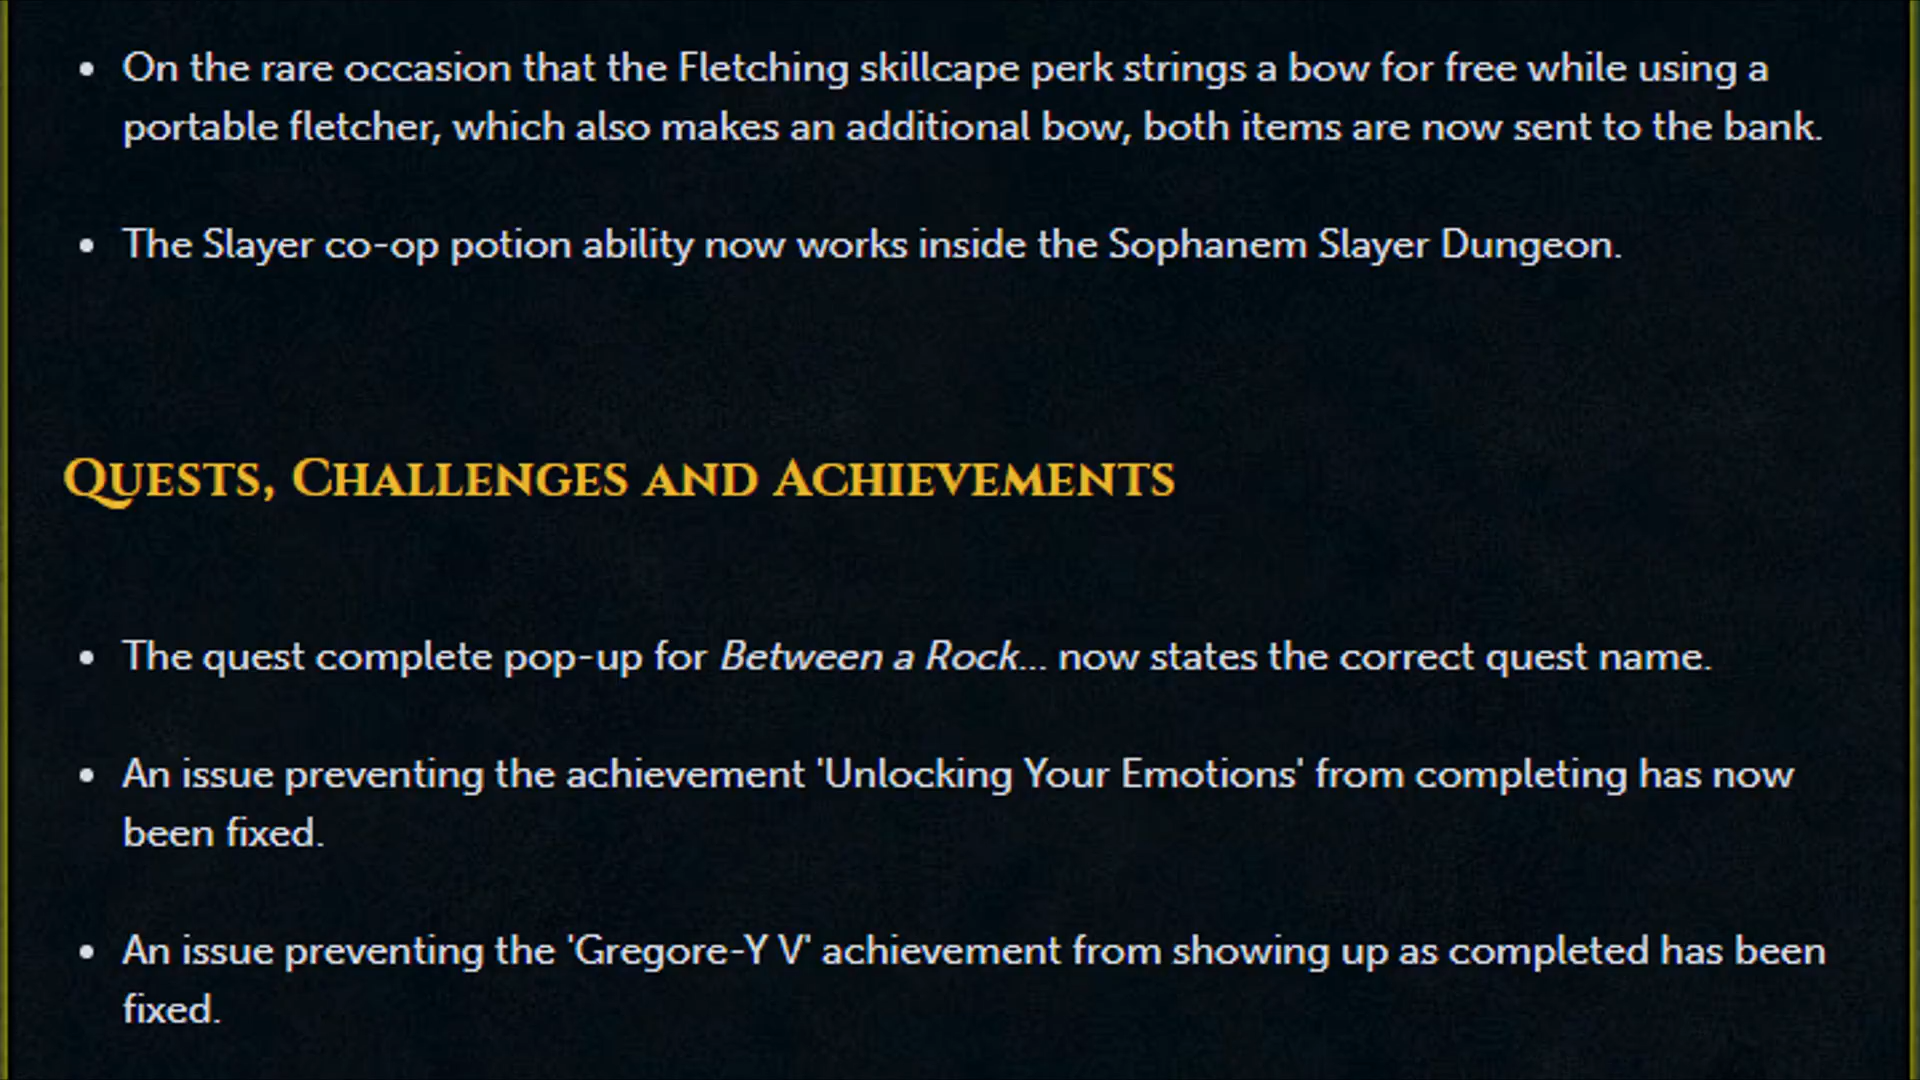 • On the rare occasion that the Fletching skillcape perk strings a bow for free while using a
portable fletcher, which also makes an additional bow, both items are now sent to the bank.
• The Slayer co-op potion ability now works inside the Sophanem Slayer Dungeon.
Quests, Challenges and Achievements
• The quest complete pop-up for Between a Rock... now states the correct quest name.
• An issue preventing the achievement 'Unlocking Your Emotions' from completing has now
been fixed.
• An issue preventing the 'Gregore-Y V' achievement from showing up as completed has been
fixed.